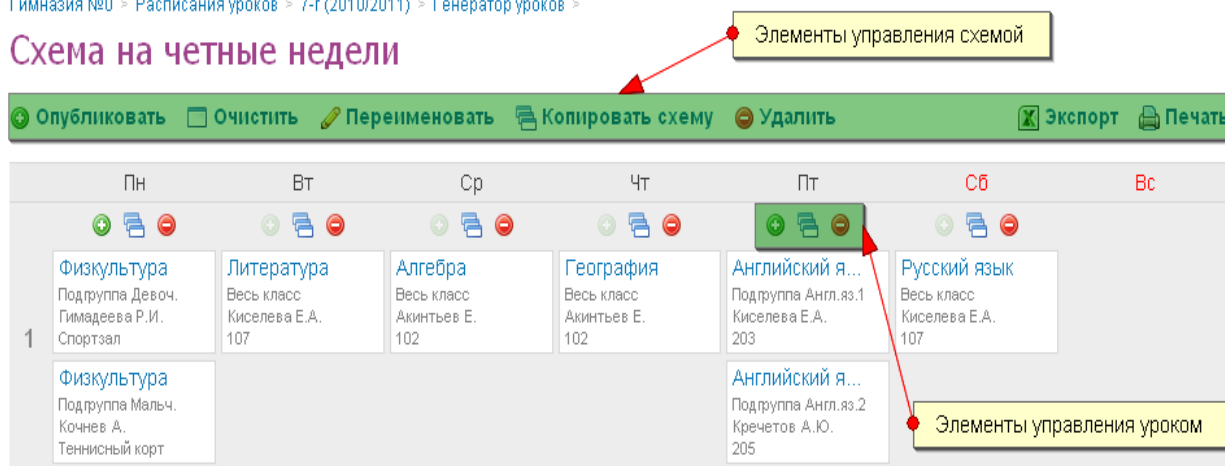 Гимназия №0 > Расписания уроков > 7-г (2010/2011) > Генератор уроков >
Элементы управления схемой
Схема на четные недели
Опубликовать Очистить Переименовать Копировать схему Удалить Экспорт Печать
Пн Вт Ср Чт Пт Сб Вс
1
Физкультура
Подгруппа Девоч.
Гимадеева Р.И.
Спортзал
Физкультура
Подгруппа Мальч.
Кочнев А.
Теннисный корт
Литература
Весь класс
Киселева Е.А.
107
Алгебра
Весь класс
Акинтьев Е.
102
География
Весь класс
Акинтьев Е.
102
Английский я...
Подгруппа Англ.яз.1
Киселева Е.А.
203
Английский я...
Подгруппа Англ.яз.2
Кречетов А.Ю.
205
Русский язык
Весь класс
Киселева Е.А.
107
Элементы управления уроком